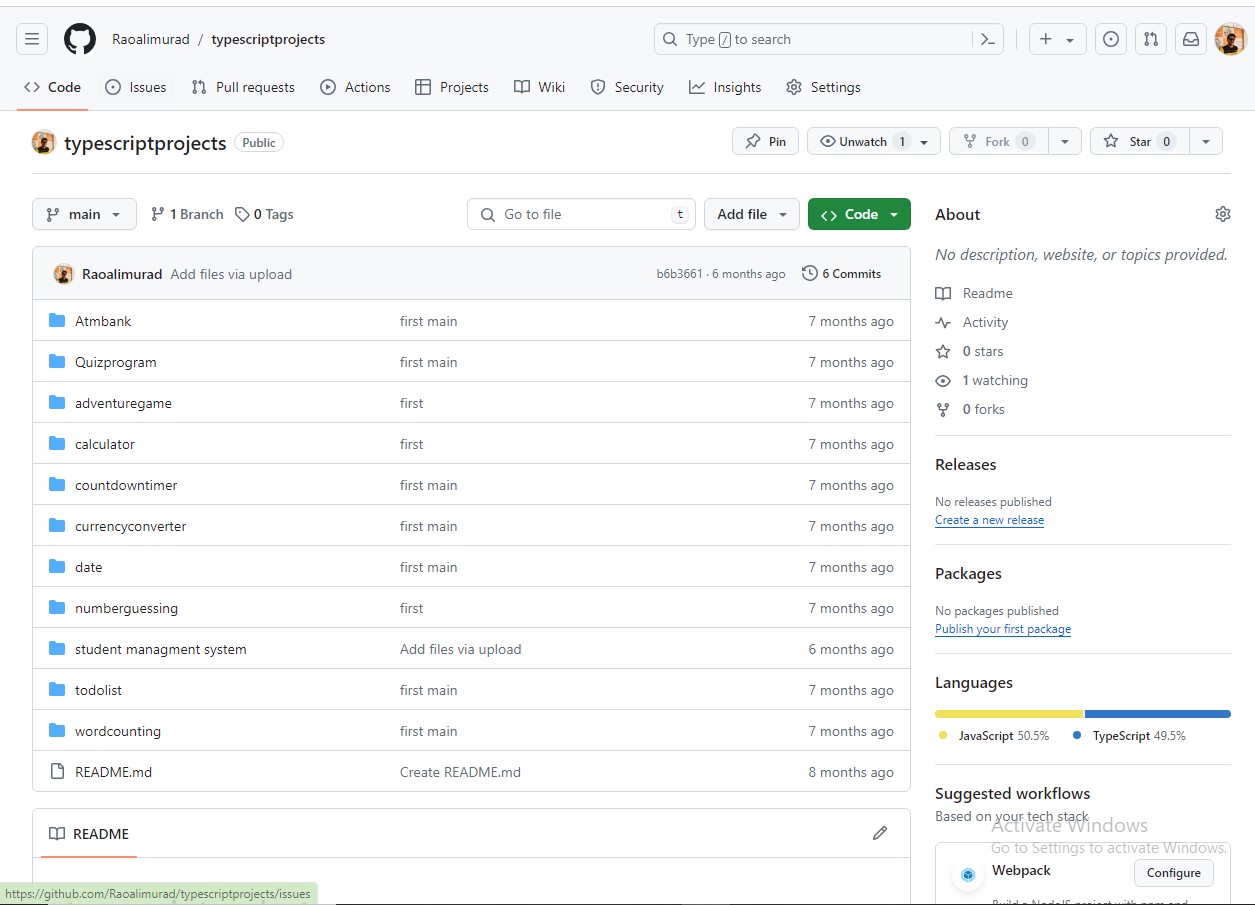 Raoalimurad / typescriptprojects
Type / to search
Code Issues Pull requests Actions Projects Wiki Security Insights Settings
typescriptprojects Public
Pin Unwatch 1 Fork 0 Star 0
main 1 Branch 0 Tags Go to file t Add file Code
Raoalimurad Add files via upload b6b3661 · 6 months ago 6 Commits
Atmbank first main 7 months ago
Quizprogram first main 7 months ago
adventuregame first 7 months ago
calculator first 7 months ago
countdowntimer first main 7 months ago
currencyconverter first main 7 months ago
date first main 7 months ago
numberguessing first 7 months ago
student managment system Add files via upload 6 months ago
todolist first main 7 months ago
wordcounting first main 7 months ago
README.md Create README.md 8 months ago
README
About
No description, website, or topics provided.
Readme
Activity
0 stars
1 watching
0 forks
Releases
No releases published
Create a new release
Packages
No packages published
Publish your first package
Languages
JavaScript 50.5% TypeScript 49.5%
Suggested workflows
Based on your tech stack
Activate Windows
Go to Settings to activate Windows.
Webpack Configure
Build a NodeJS project with npm and
https://github.com/Raoalimurad/typescriptprojects/issues